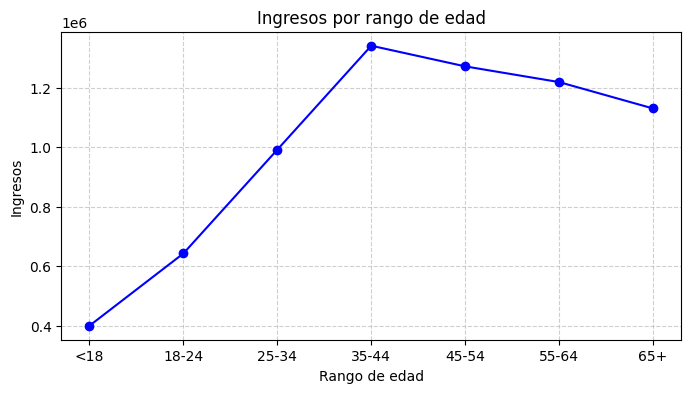 Ingresos por rango de edad
1e6
1.2
1.0
0.8
0.6
0.4
Ingresos
<18 18-24 25-34 35-44 45-54 55-64 65+
Rango de edad